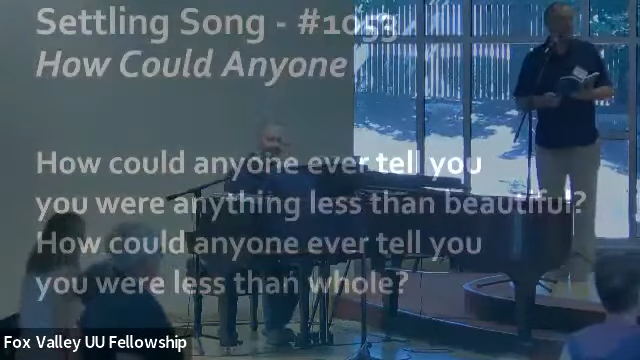 Settling Song - #1053
How Could Anyone
How could anyone ever tell you
you were anything less than beautiful?
How could anyone ever tell you
you were less than whole?
Fox Valley UU Fellowship